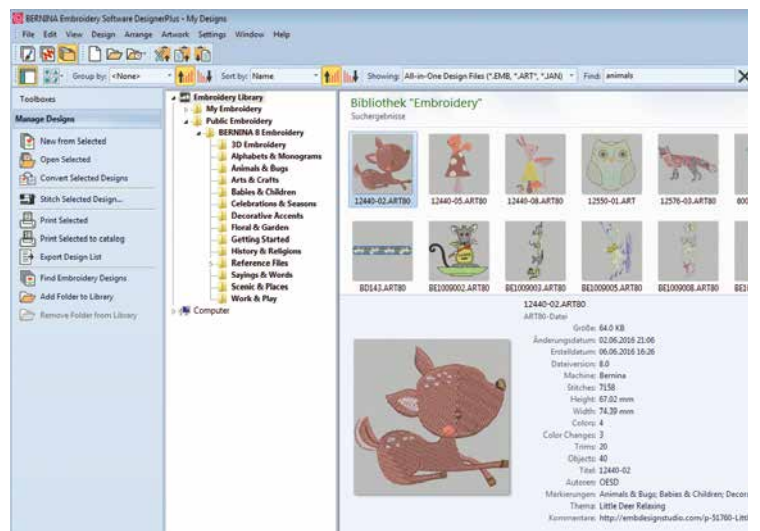 BERNINA Embroidery Software DesignerPlus - My Designs
File Edit View Design Arrange Artwork Settings Window Help
Group by: <None> Sort by: Name Showing: All-in-One Design Files (*.EMB, *.ART*, *.JAN) Find: animals
Toolboxes
Manage Designs
New from Selected
Open Selected
Convert Selected Designs
Stitch Selected Design...
Print Selected
Print Selected to catalog
Export Design List
Find Embroidery Designs
Add Folder to Library
Remove Folder from Library
Embroidery Library
My Embroidery
Public Embroidery
BERNINA 8 Embroidery
3D Embroidery
Alphabets & Monograms
Animals & Bugs
Arts & Crafts
Babies & Children
Celebrations & Seasons
Decorative Accents
Floral & Garden
Getting Started
History & Religions
Reference Files
Sayings & Words
Scenic & Places
Work & Play
Computer
Bibliothek "Embroidery"
Suchergebnisse
12440-02.ART80 12440-05.ART80 12440-08.ART80 12550-01.ART 12576-03.ART80
BD143.ART80 BE1009002.ART80 BE1009003.ART80 BE1009005.ART80 BE1009008.ART80
12440-02.ART80
ART80-Datei
Größe: 64.0 KB
Änderungsdatum: 02.06.2016 21:06
Erstelldatum: 06.06.2016 16:26
Dateiversion: 8.0
Machine: Bernina
Stitches: 7158
Height: 67.02 mm
Width: 74.39 mm
Colors: 4
Color Changes: 3
Trims: 20
Objects: 40
Titel: 12440-02
Autoren: OESD
Markierungen: Animals & Bugs; Babies & Children; Decor
Thema: Little Deer Relaxing
Kommentare: http://embdesignstudio.com/p-31760-Littl